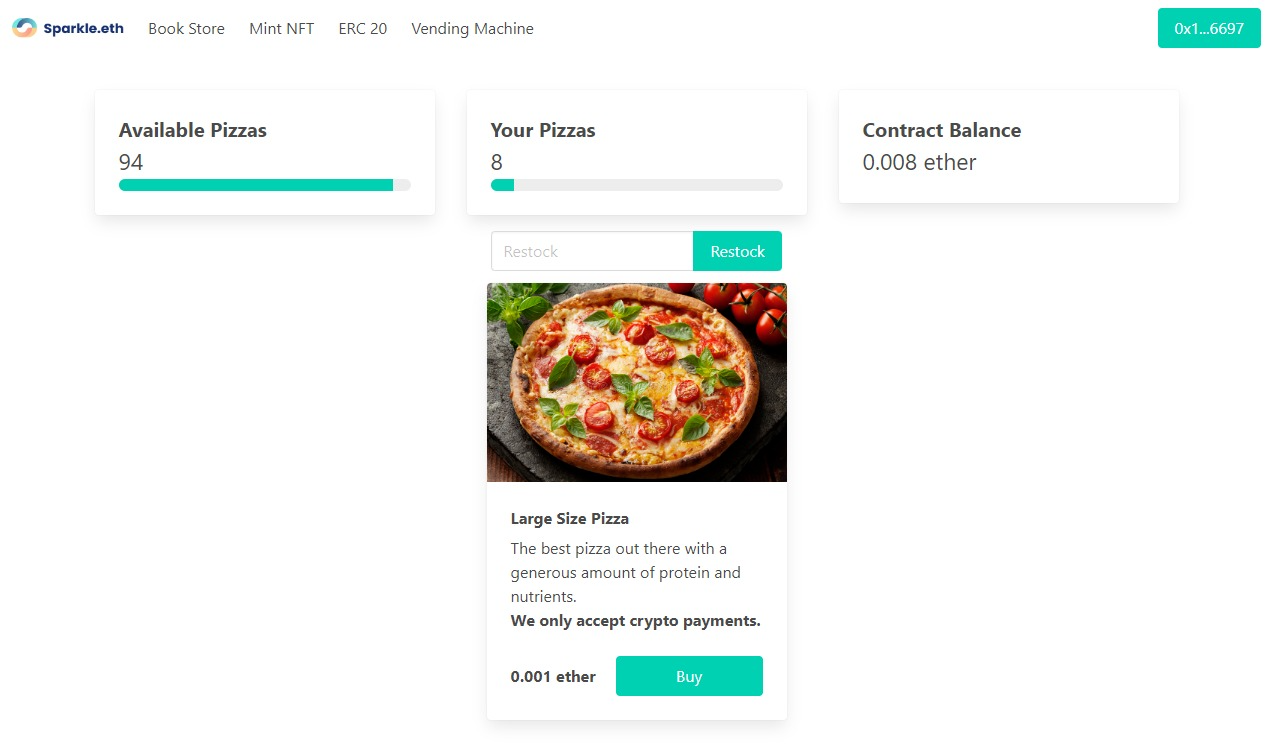 Sparkle.eth Book Store Mint NFT ERC 20 Vending Machine 0x1...6697
Available Pizzas
94
Your Pizzas
8
Contract Balance
0.008 ether
Restock Restock
Large Size Pizza
The best pizza out there with a
generous amount of protein and
nutrients.
We only accept crypto payments.
0.001 ether Buy